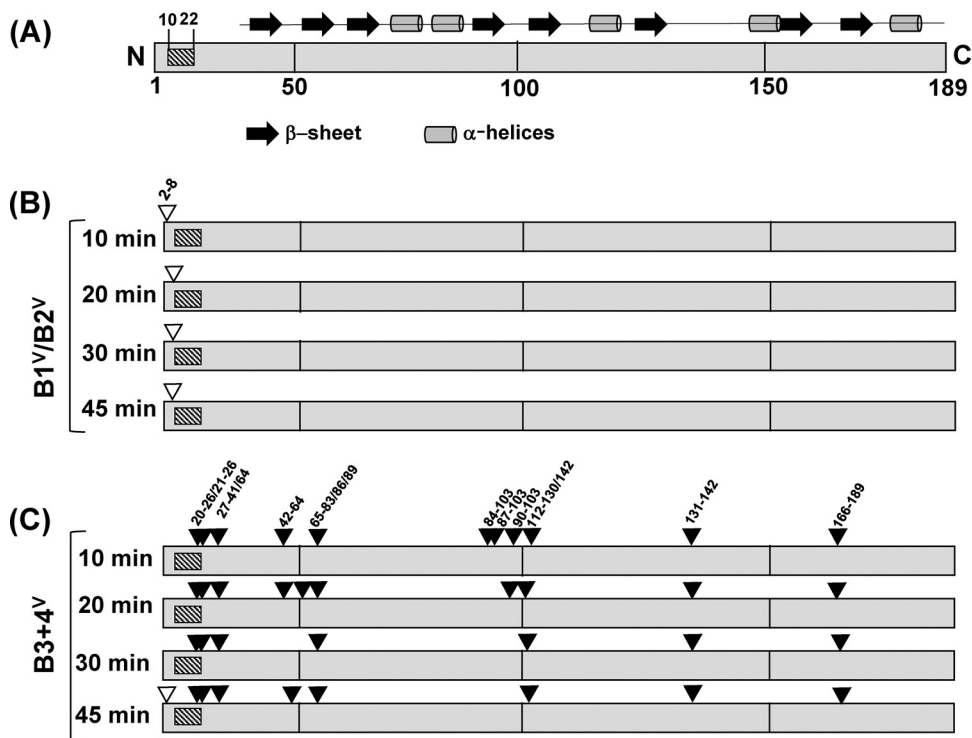 (A)
10 22
N C
1 50 100 150 189
β–sheet α-helices
(B)
B1V/B2V
2-8
10 min
20 min
30 min
45 min
(C)
B3+4V
20-26/21-26
27-41/64
42-64
65-83/86/89
84-103
87-103
90-103
112-130/142
131-142
166-189
10 min
20 min
30 min
45 min